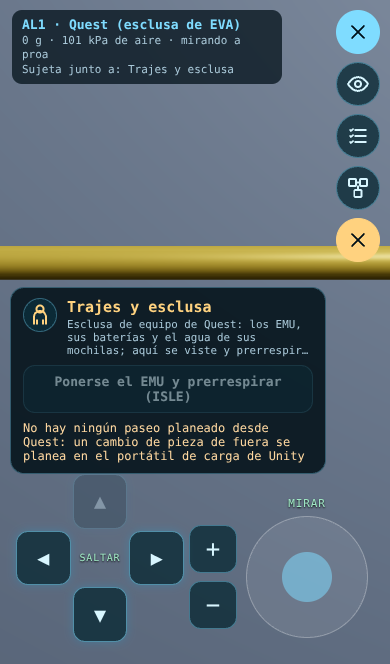 AL1 · Quest (esclusa de EVA)
0 g · 101 kPa de aire · mirando a
proa
Sujeta junto a: Trajes y esclusa
Trajes y esclusa
Esclusa de equipo de Quest: los EMU,
sus baterías y el agua de sus
mochilas; aquí se viste y prerrespir…
Ponerse el EMU y prerrespirar
(ISLE)
No hay ningún paseo planeado desde
Quest: un cambio de pieza de fuera se
planea en el portátil de carga de Unity
MIRAR
SALTAR